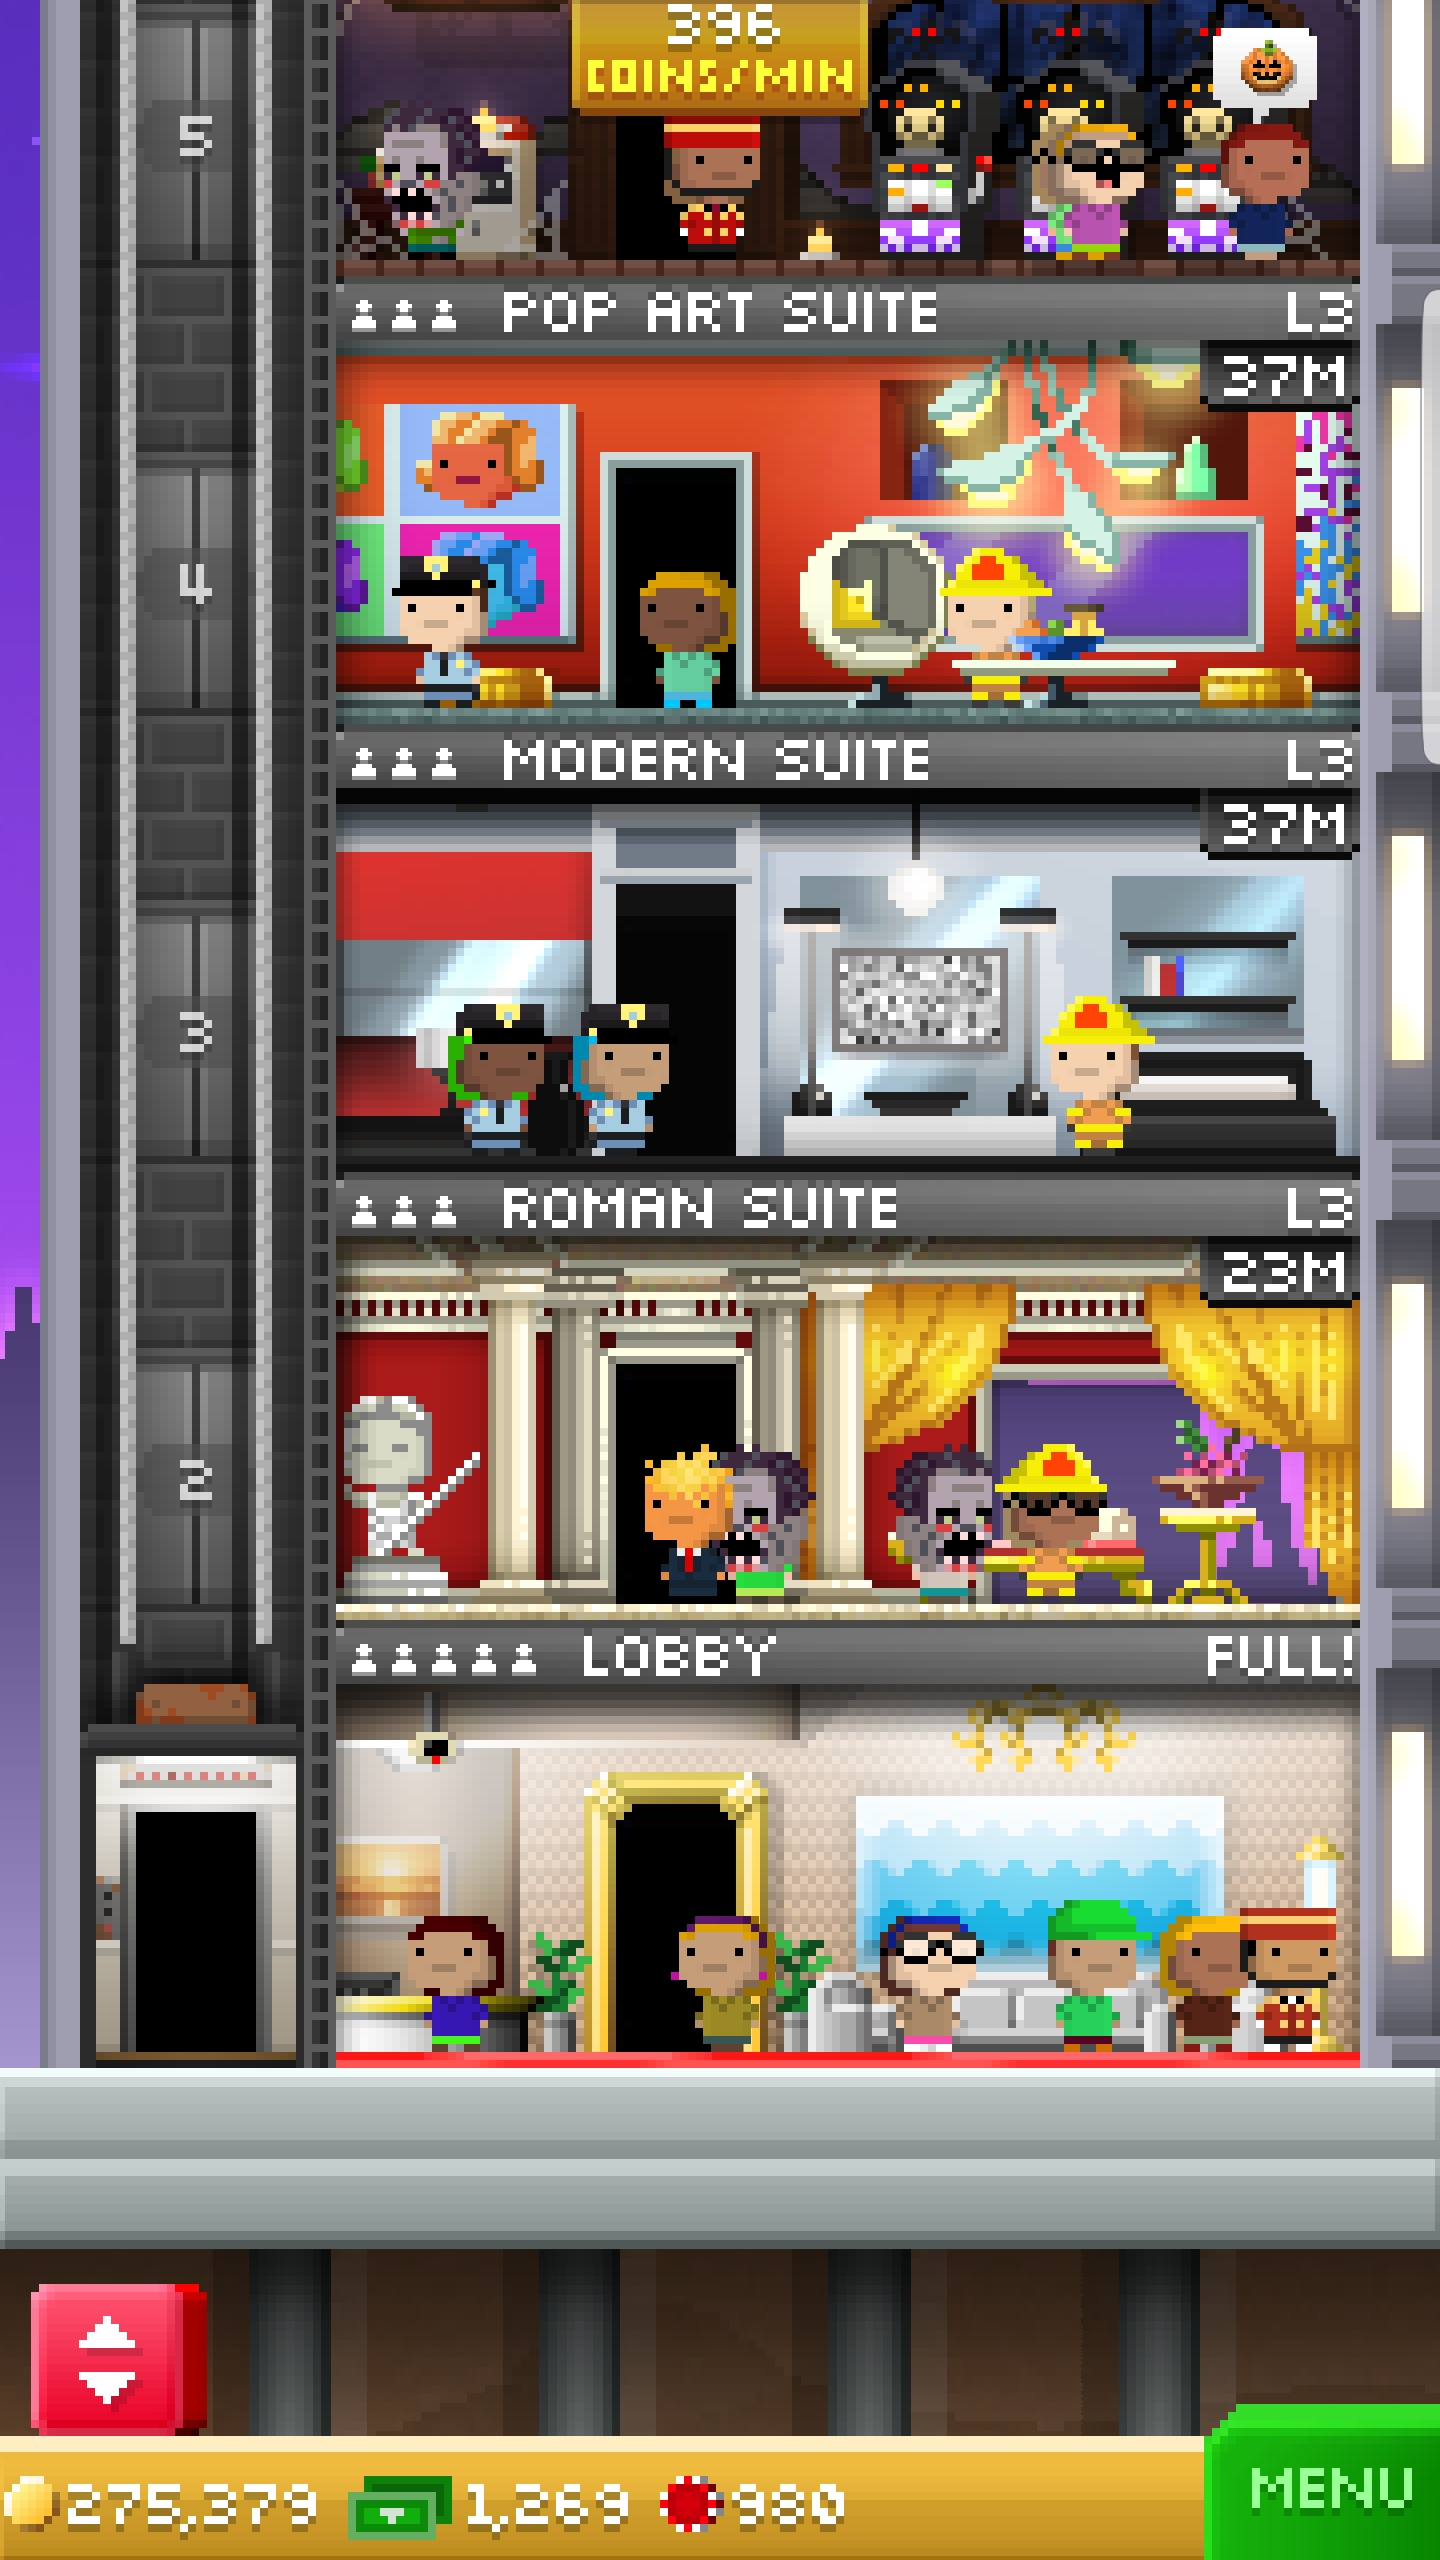 396
COINS/MIN
5
POP ART SUITE L3
37M
4
MODERN SUITE L3
37M
3
ROMAN SUITE L3
23M
2
LOBBY FULL!
275,379 1,269 980
MENU